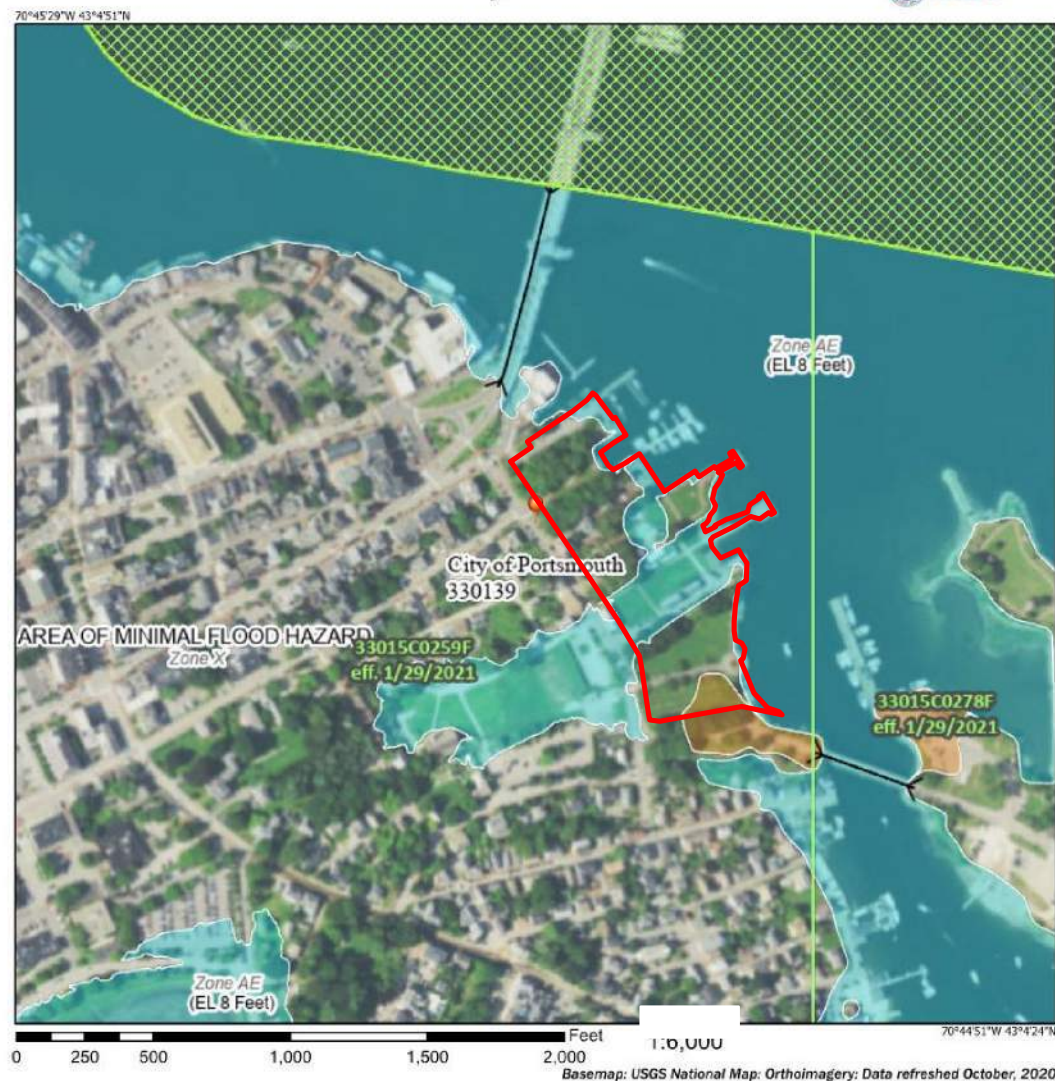 70°45'29"W 43°4'51"N
Zone AE
(EL 8 Feet)
City of Portsmouth
330139
AREA OF MINIMAL FLOOD HAZARD
Zone X
33015C0259F
eff. 1/29/2021
33015C0278F
eff. 1/29/2021
Zone AE
(EL 8 Feet)
Feet
1:6,000
70°44'51"W 43°4'24"N
0 250 500 1,000 1,500 2,000
Basemap: USGS National Map: Orthoimagery: Data refreshed October, 2020